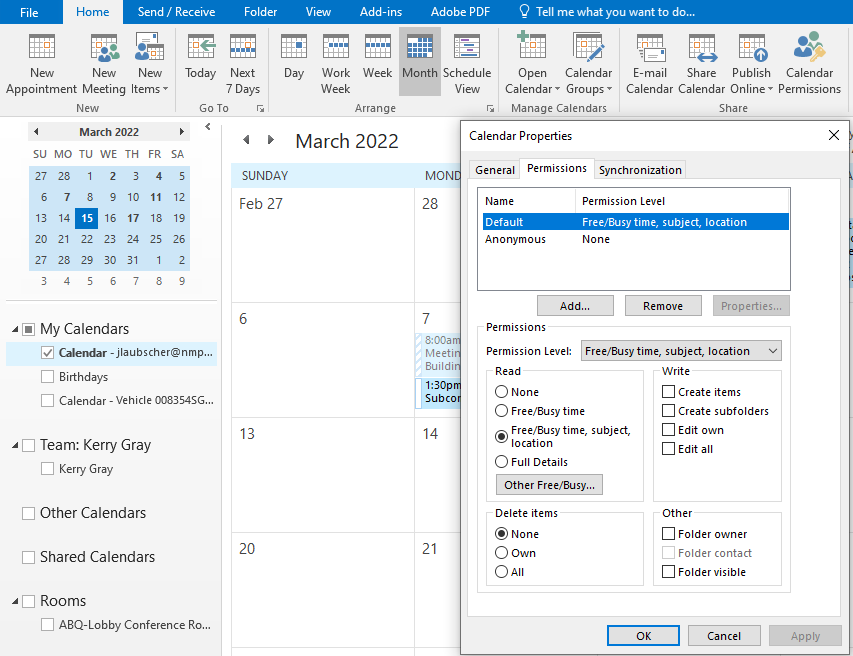 File Home Send / Receive Folder View Add-ins Adobe PDF Tell me what you want to do...
New Appointment New Meeting New Items Today Next 7 Days Day Work Week Week Month Schedule View Open Calendar Calendar Groups E-mail Calendar Share Calendar Publish Online Calendar Permissions
New Go To Arrange Manage Calendars Share
March 2022
SU MO TU WE TH FR SA
27 28 1 2 3 4 5
6 7 8 9 10 11 12
13 14 15 16 17 18 19
20 21 22 23 24 25 26
27 28 29 30 31 1 2
3 4 5 6 7 8 9
My Calendars
Calendar - jlaubscher@nmp...
Birthdays
Calendar - Vehicle 008354SG...
Team: Kerry Gray
Kerry Gray
Other Calendars
Shared Calendars
Rooms
ABQ-Lobby Conference Ro...
March 2022
SUNDAY MOND
Feb 27 28
6 7
8:00am
Meetin
Buildin
1:30pm
Subcor
13 14
20 21
Calendar Properties
General Permissions Synchronization
Name Permission Level
Default Free/Busy time, subject, location
Anonymous None
Add... Remove Properties...
Permissions
Permission Level: Free/Busy time, subject, location
Read
None
Free/Busy time
Free/Busy time, subject,
location
Full Details
Other Free/Busy...
Write
Create items
Create subfolders
Edit own
Edit all
Delete items
None
Own
All
Other
Folder owner
Folder contact
Folder visible
OK Cancel Apply